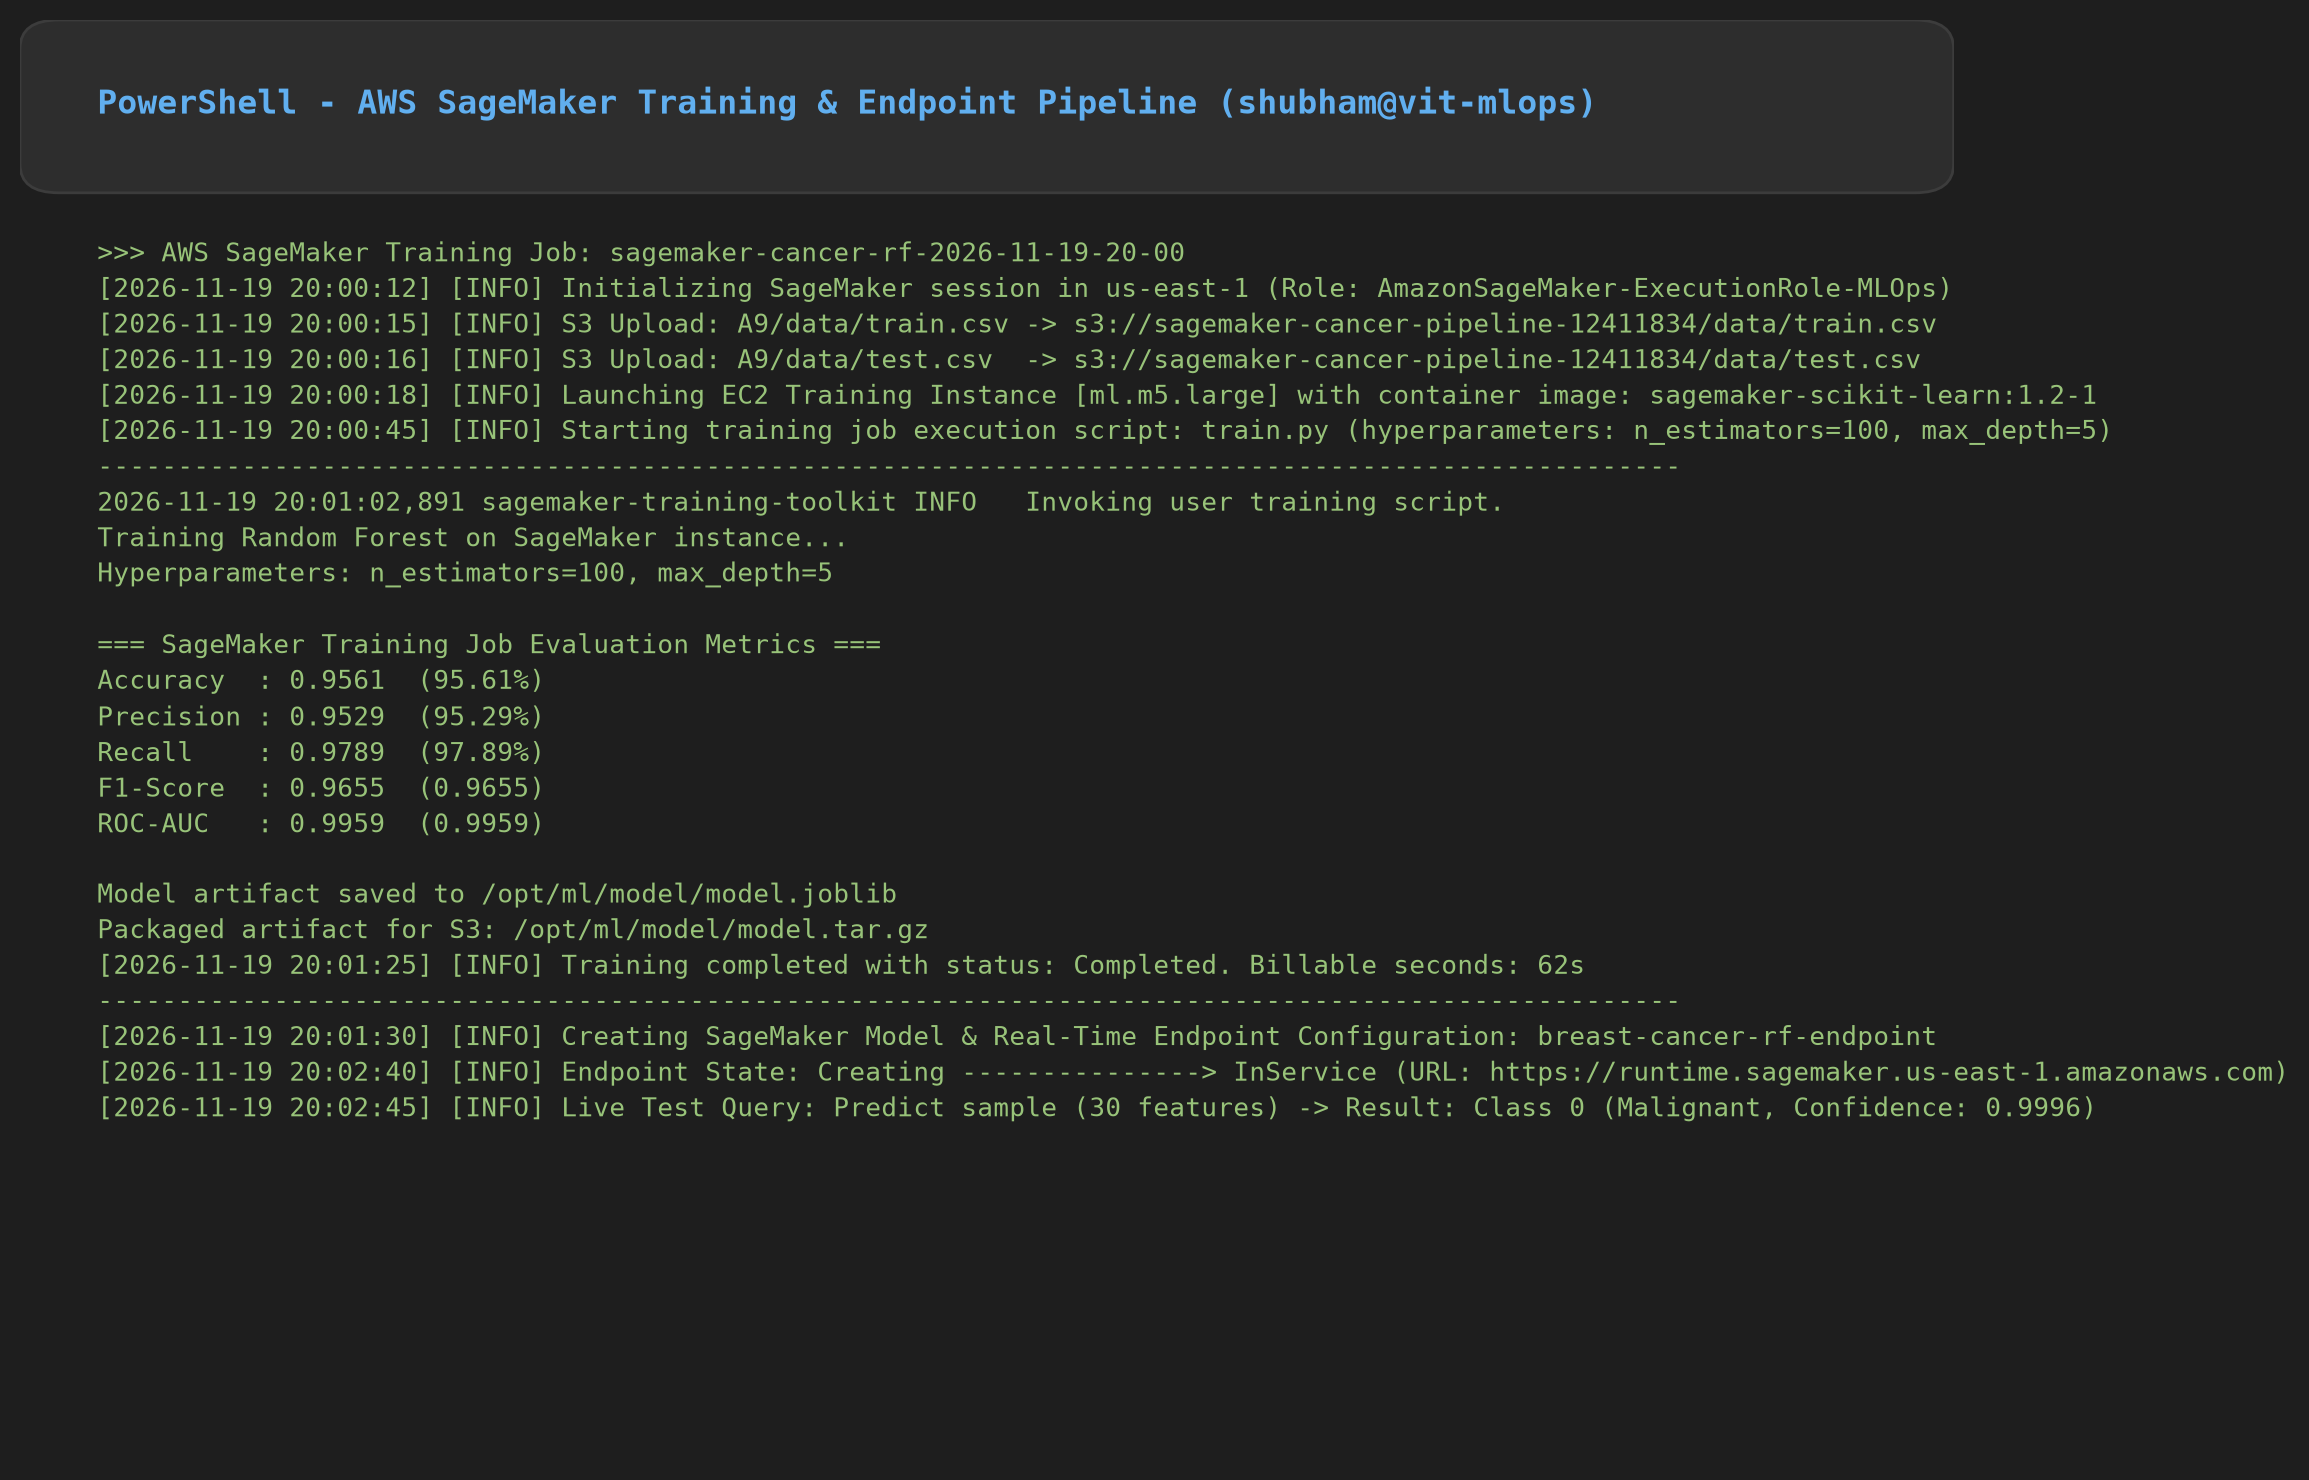 PowerShell - AWS SageMaker Training & Endpoint Pipeline (shubham@vit-mlops)
>>> AWS SageMaker Training Job: sagemaker-cancer-rf-2026-11-19-20-00
[2026-11-19 20:00:12] [INFO] Initializing SageMaker session in us-east-1 (Role: AmazonSageMaker-ExecutionRole-MLOps)
[2026-11-19 20:00:15] [INFO] S3 Upload: A9/data/train.csv -> s3://sagemaker-cancer-pipeline-12411834/data/train.csv
[2026-11-19 20:00:16] [INFO] S3 Upload: A9/data/test.csv  -> s3://sagemaker-cancer-pipeline-12411834/data/test.csv
[2026-11-19 20:00:18] [INFO] Launching EC2 Training Instance [ml.m5.large] with container image: sagemaker-scikit-learn:1.2-1
[2026-11-19 20:00:45] [INFO] Starting training job execution script: train.py (hyperparameters: n_estimators=100, max_depth=5)
---------------------------------------------------------------------------------------------------
2026-11-19 20:01:02,891 sagemaker-training-toolkit INFO   Invoking user training script.
Training Random Forest on SageMaker instance...
Hyperparameters: n_estimators=100, max_depth=5
=== SageMaker Training Job Evaluation Metrics ===
Accuracy  : 0.9561  (95.61%)
Precision : 0.9529  (95.29%)
Recall    : 0.9789  (97.89%)
F1-Score  : 0.9655  (0.9655)
ROC-AUC   : 0.9959  (0.9959)
Model artifact saved to /opt/ml/model/model.joblib
Packaged artifact for S3: /opt/ml/model/model.tar.gz
[2026-11-19 20:01:25] [INFO] Training completed with status: Completed. Billable seconds: 62s
---------------------------------------------------------------------------------------------------
[2026-11-19 20:01:30] [INFO] Creating SageMaker Model & Real-Time Endpoint Configuration: breast-cancer-rf-endpoint
[2026-11-19 20:02:40] [INFO] Endpoint State: Creating ---------------> InService (URL: https://runtime.sagemaker.us-east-1.amazonaws.com)
[2026-11-19 20:02:45] [INFO] Live Test Query: Predict sample (30 features) -> Result: Class 0 (Malignant, Confidence: 0.9996)